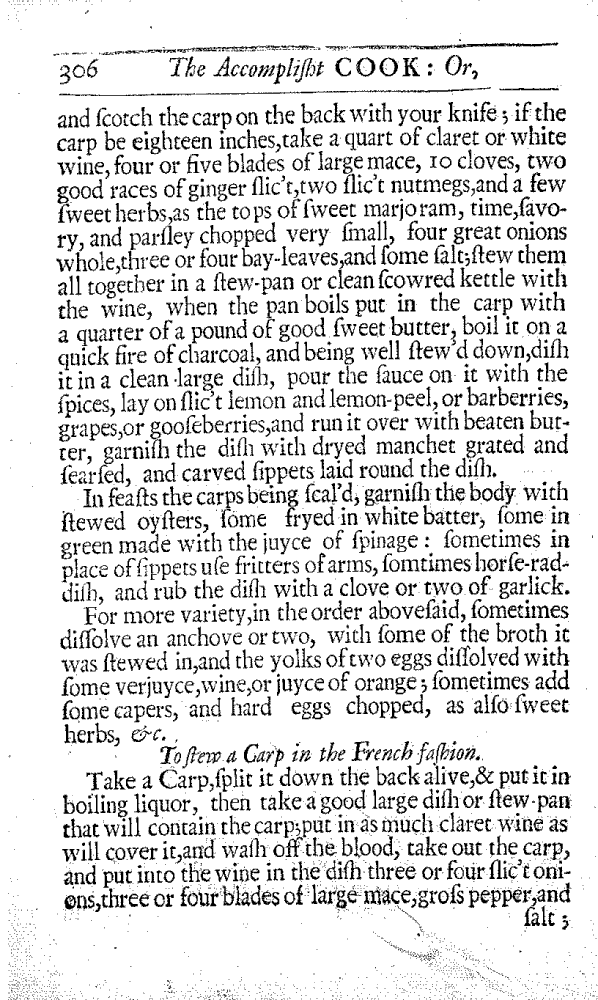 306 The Accompliſht COOK: Or,
and ſcotch the carp on the back with your knife; if the
carp be eighteen inches,take a quart of claret or white
wine, four or five blades of large mace, 10 cloves, two
good races of ginger ſlic't,two ſlic't nutmegs,and a few
ſweet herbs,as the tops of ſweet marjoram, time,ſavo-
ry, and parſley chopped very ſmall, four great onions
whole,three or four bay-leaves,and ſome ſalt;ſtew them
all together in a ſtew-pan or clean ſcowred kettle with
the wine, when the pan boils put in the carp with
a quarter of a pound of good ſweet butter, boil it on a
quick fire of charcoal, and being well ſtew'd down,diſh
it in a clean large diſh, pour the ſauce on it with the
ſpices, lay on ſlic't lemon and lemon-peel, or barberries,
grapes,or gooſeberries,and run it over with beaten but-
ter, garniſh the diſh with dryed manchet grated and
ſearſed, and carved ſippets laid round the diſh.
In feaſts the carps being ſcal'd, garniſh the body with
ſtewed oyſters, ſome fryed in white batter, ſome in
green made with the juyce of ſpinage: ſometimes in
place of ſippets uſe fritters of arms, ſomtimes horſe-rad-
diſh, and rub the diſh with a clove or two of garlick.
For more variety,in the order aboveſaid, ſometimes
diſſolve an anchove or two, with ſome of the broth it
was ſtewed in,and the yolks of two eggs diſſolved with
ſome verjuyce,wine,or juyce of orange; ſometimes add
ſome capers, and hard eggs chopped, as alſo ſweet
herbs, &c.
To ſtew a Carp in the French faſhion.
Take a Carp,ſplit it down the back alive,& put it in
boiling liquor, then take a good large diſh or ſtew-pan
that will contain the carp;put in as much claret wine as
will cover it,and waſh off the blood, take out the carp,
and put into the wine in the diſh three or four ſlic't oni-
ons,three or four blades of large mace,groſs pepper,and
ſalt;